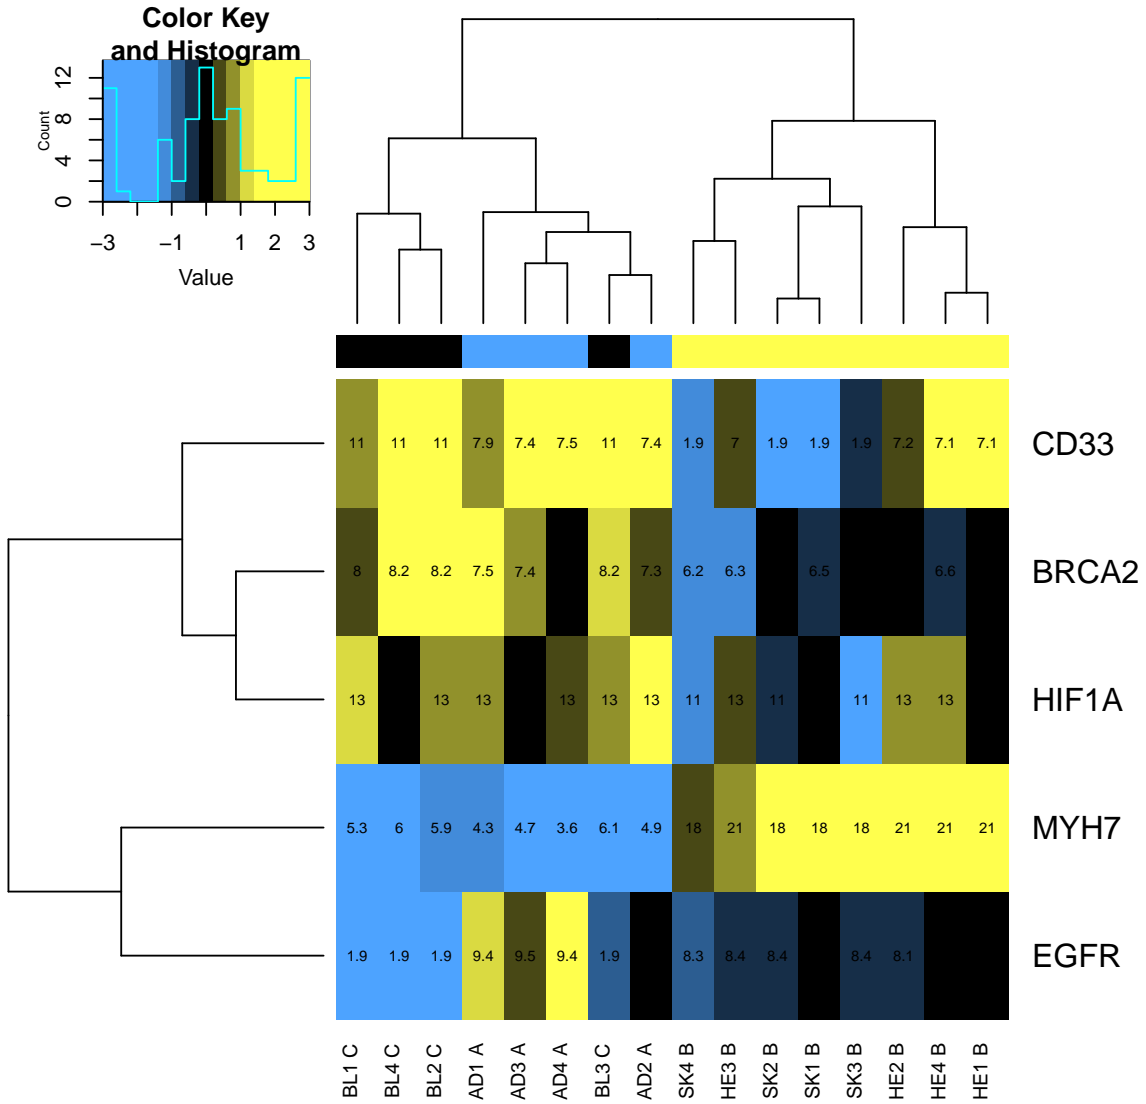 Color Key
and Histogram
Count
0 4 8 12
−3 −1 1 2 3
Value
11 11 11 7.9 7.4 7.5 11 7.4 1.9 7 1.9 1.9 1.9 7.2 7.1 7.1 CD33
8 8.2 8.2 7.5 7.4 8.2 7.3 6.2 6.3 6.5 6.6 BRCA2
13 13 13 13 13 13 11 13 11 11 13 13 HIF1A
5.3 6 5.9 4.3 4.7 3.6 6.1 4.9 18 21 18 18 18 21 21 21 MYH7
1.9 1.9 1.9 9.4 9.5 9.4 1.9 8.3 8.4 8.4 8.4 8.1 EGFR
BL1 C
BL4 C
BL2 C
AD1 A
AD3 A
AD4 A
BL3 C
AD2 A
SK4 B
HE3 B
SK2 B
SK1 B
SK3 B
HE2 B
HE4 B
HE1 B